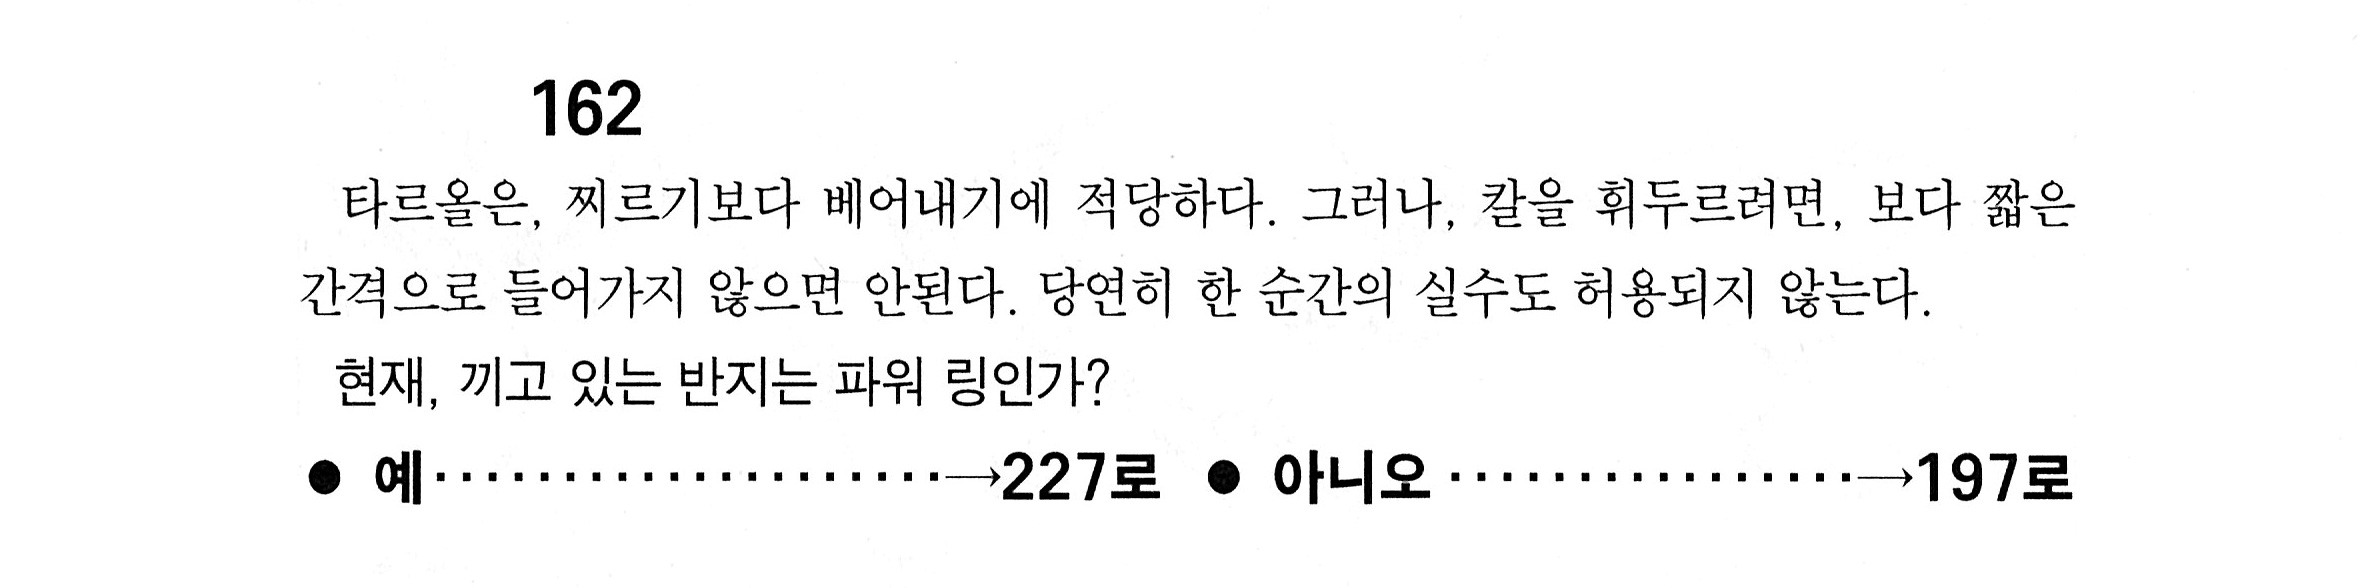 162
타르올은, 찌르기보다 베어내기에 적당하다. 그러나, 칼을 휘두르려면, 보다 짧은
간격으로 들어가지 않으면 안된다. 당연히 한 순간의 실수도 허용되지 않는다.
현재, 끼고 있는 반지는 파워 링인가?
● 예····················→227로 ● 아니오················→197로